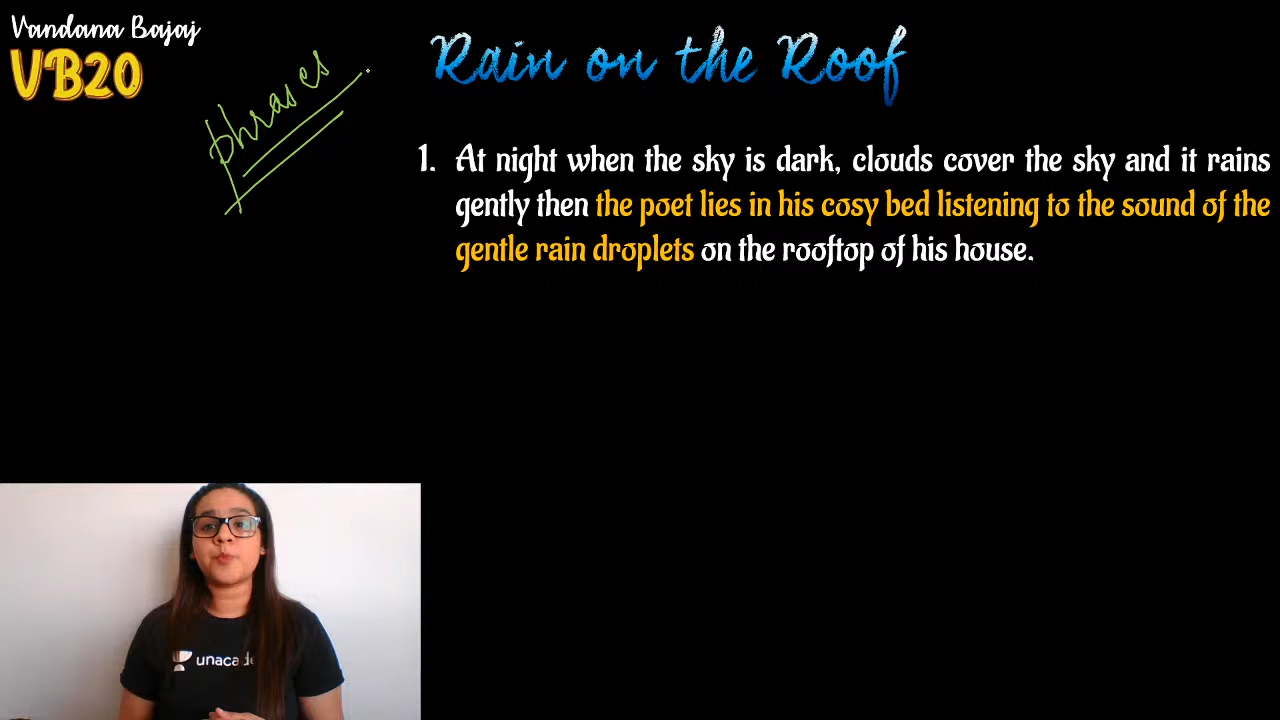 Vandana Bajaj
VB20
phrases
Rain on the Roof
1. At night when the sky is dark, clouds cover the sky and it rains
gently then the poet lies in his cosy bed listening to the sound of the
gentle rain droplets on the rooftop of his house.
unacade